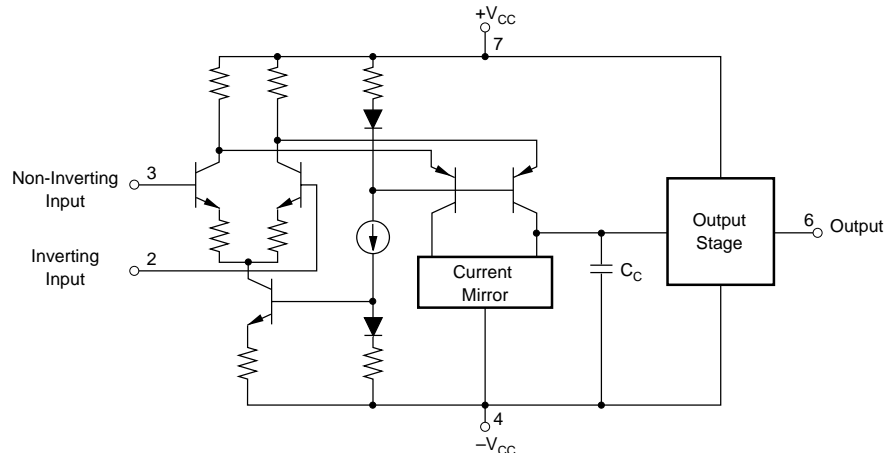 +VCC
7
3
Non-Inverting
Input
2
Inverting
Input
Current
Mirror
CC
Output
Stage
6
Output
4
–VCC